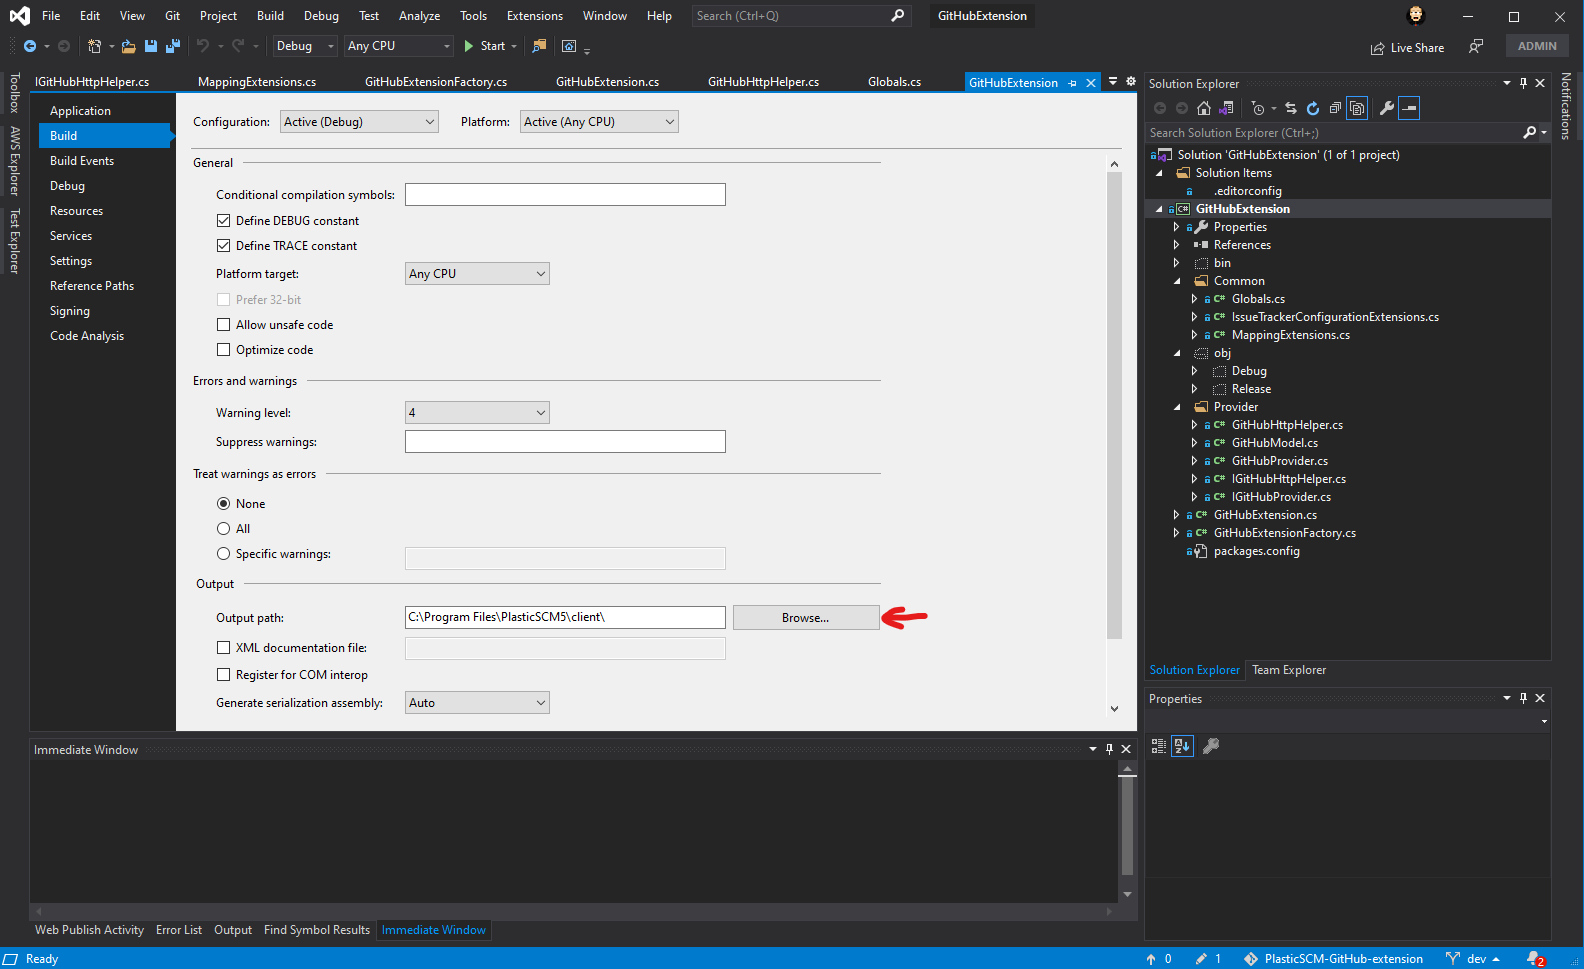 File Edit View Git Project Build Debug Test Analyze Tools Extensions Window Help Search (Ctrl+Q) GitHubExtension
Debug Any CPU Start Live Share ADMIN
IGitHubHttpHelper.cs MappingExtensions.cs GitHubExtensionFactory.cs GitHubExtension.cs GitHubHttpHelper.cs Globals.cs GitHubExtension
Toolbox
AWS Explorer
Test Explorer
Application
Build
Build Events
Debug
Resources
Services
Settings
Reference Paths
Signing
Code Analysis
Configuration: Active (Debug) Platform: Active (Any CPU)
General
Conditional compilation symbols:
Define DEBUG constant
Define TRACE constant
Platform target: Any CPU
Prefer 32-bit
Allow unsafe code
Optimize code
Errors and warnings
Warning level: 4
Suppress warnings:
Treat warnings as errors
None
All
Specific warnings:
Output
Output path: C:\Program Files\PlasticSCM5\client\ Browse...
XML documentation file:
Register for COM interop
Generate serialization assembly: Auto
Solution Explorer
Search Solution Explorer (Ctrl+;)
Solution 'GitHubExtension' (1 of 1 project)
Solution Items
.editorconfig
C# GitHubExtension
Properties
References
bin
Common
C# Globals.cs
C# IssueTrackerConfigurationExtensions.cs
C# MappingExtensions.cs
obj
Debug
Release
Provider
C# GitHubHttpHelper.cs
C# GitHubModel.cs
C# GitHubProvider.cs
C# IGitHubHttpHelper.cs
C# IGitHubProvider.cs
C# GitHubExtension.cs
C# GitHubExtensionFactory.cs
packages.config
Solution Explorer Team Explorer
Notifications
Properties
Immediate Window
Web Publish Activity Error List Output Find Symbol Results Immediate Window
Ready 0 1 PlasticSCM-GitHub-extension dev 2